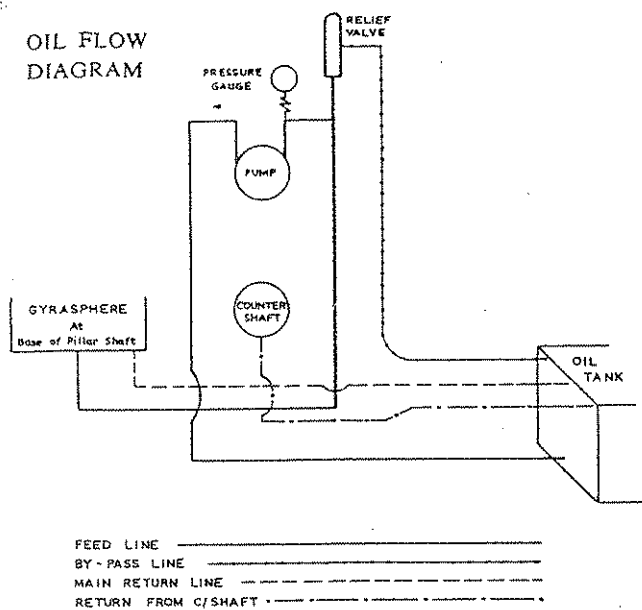 OIL FLOW
DIAGRAM
RELIEF
VALVE
PRESSURE
GAUGE
PUMP
COUNTER
SHAFT
GYRASPHERE
At
Base of Pillar Shaft
OIL
TANK
FEED LINE
BY-PASS LINE
MAIN RETURN LINE
RETURN FROM C/SHAFT